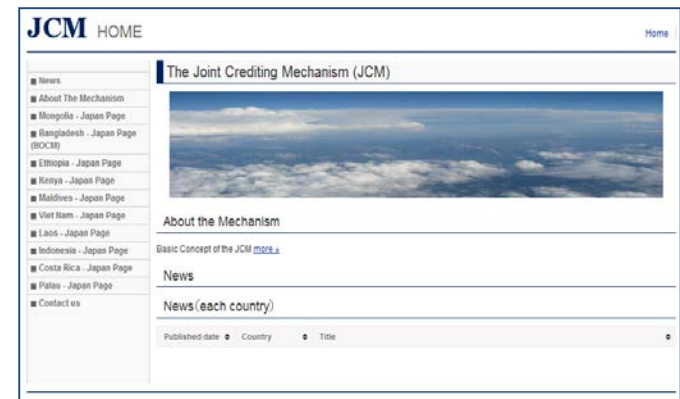 JCM HOME
Home
News
About The Mechanism
Mongolia - Japan Page
Bangladesh - Japan Page
(BOCM)
Ethiopia - Japan Page
Kenya - Japan Page
Maldives - Japan Page
Viet Nam - Japan Page
Laos - Japan Page
Indonesia - Japan Page
Costa Rica - Japan Page
Palau - Japan Page
Contact us
The Joint Crediting Mechanism (JCM)
About the Mechanism
Basic Concept of the JCM more »
News
News(each country)
Published date Country Title